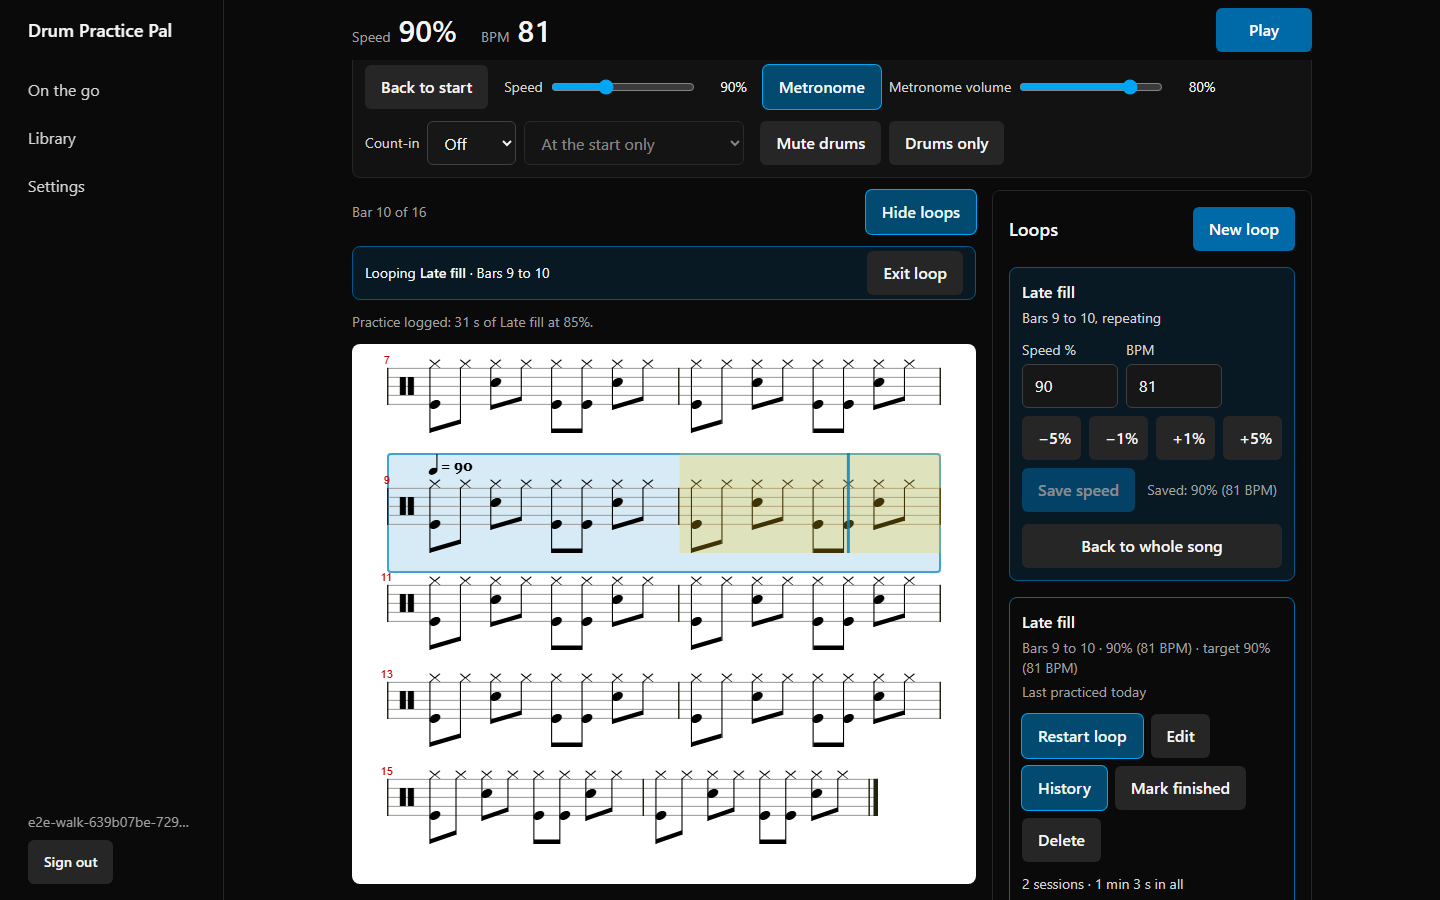 Drum Practice Pal
On the go
Library
Settings
e2e-walk-639b07be-729...
Sign out
Speed 90% BPM 81
Play
Back to start Speed 90% Metronome Metronome volume 80%
Count-in Off At the start only Mute drums Drums only
Bar 10 of 16
Hide loops
Looping Late fill · Bars 9 to 10
Exit loop
Practice logged: 31 s of Late fill at 85%.
7
= 90
9
11
13
15
Loops
New loop
Late fill
Bars 9 to 10, repeating
Speed % BPM
90 81
−5% −1% +1% +5%
Save speed Saved: 90% (81 BPM)
Back to whole song
Late fill
Bars 9 to 10 · 90% (81 BPM) · target 90%
(81 BPM)
Last practiced today
Restart loop Edit
History Mark finished
Delete
2 sessions · 1 min 3 s in all